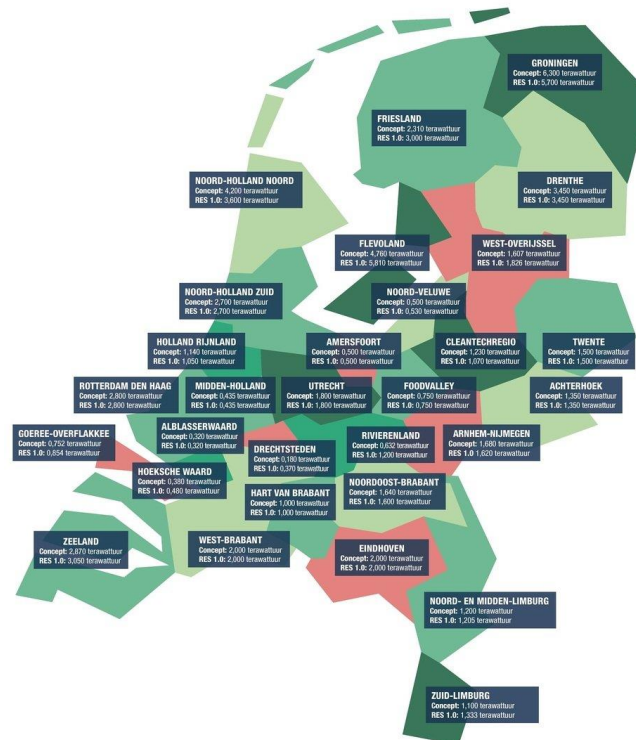 GRONINGEN
Concept: 6,300 terawattuur
RES 1.0: 5,700 terawattuur
FRIESLAND
Concept: 2,310 terawattuur
RES 1.0: 3,000 terawattuur
NOORD-HOLLAND NOORD
Concept: 4,200 terawattuur
RES 1.0: 3,600 terawattuur
DRENTHE
Concept: 3,450 terawattuur
RES 1.0: 3,450 terawattuur
FLEVOLAND
Concept: 4,760 terawattuur
RES 1.0: 5,810 terawattuur
WEST-OVERIJSSEL
Concept: 1,607 terawattuur
RES 1.0: 1,826 terawattuur
NOORD-HOLLAND ZUID
Concept: 2,700 terawattuur
RES 1.0: 2,700 terawattuur
NOORD-VELUWE
Concept: 0,500 terawattuur
RES 1.0: 0,530 terawattuur
HOLLAND RIJNLAND
Concept: 1,140 terawattuur
RES 1.0: 1,050 terawattuur
AMERSFOORT
Concept: 0,500 terawattuur
RES 1.0: 0,500 terawattuur
CLEANTECHREGIO
Concept: 1,230 terawattuur
RES 1.0: 1,070 terawattuur
TWENTE
Concept: 1,500 terawattuur
RES 1.0: 1,500 terawattuur
ROTTERDAM DEN HAAG
Concept: 2,800 terawattuur
RES 1.0: 2,800 terawattuur
MIDDEN-HOLLAND
Concept: 0,435 terawattuur
RES 1.0: 0,435 terawattuur
UTRECHT
Concept: 1,800 terawattuur
RES 1.0: 1,800 terawattuur
FOODVALLEY
Concept: 0,750 terawattuur
RES 1.0: 0,750 terawattuur
ACHTERHOEK
Concept: 1,350 terawattuur
RES 1.0: 1,350 terawattuur
GOEREE-OVERFLAKKEE
Concept: 0,752 terawattuur
RES 1.0: 0,854 terawattuur
ALBLASSERWAARD
Concept: 0,320 terawattuur
RES 1.0: 0,320 terawattuur
DRECHTSTEDEN
Concept: 0,180 terawattuur
RES 1.0: 0,370 terawattuur
RIVIERENLAND
Concept: 0,632 terawattuur
RES 1.0: 1,200 terawattuur
ARNHEM-NIJMEGEN
Concept: 1,680 terawattuur
RES 1.0 1,620 terawattuur
HOEKSCHE WAARD
Concept: 0,380 terawattuur
RES 1.0: 0,480 terawattuur
HART VAN BRABANT
Concept: 1,000 terawattuur
RES 1.0: 1,000 terawattuur
NOORDOOST-BRABANT
Concept: 1,640 terawattuur
RES 1.0: 1,600 terawattuur
ZEELAND
Concept: 2,870 terawattuur
RES 1.0: 3,050 terawattuur
WEST-BRABANT
Concept: 2,000 terawattuur
RES 1.0: 2,000 terawattuur
EINDHOVEN
Concept: 2,000 terawattuur
RES 1.0: 2,000 terawattuur
NOORD- EN MIDDEN-LIMBURG
Concept: 1,200 terawattuur
RES 1.0: 1,205 terawattuur
ZUID-LIMBURG
Concept: 1,100 terawattuur
RES 1.0: 1,333 terawattuur